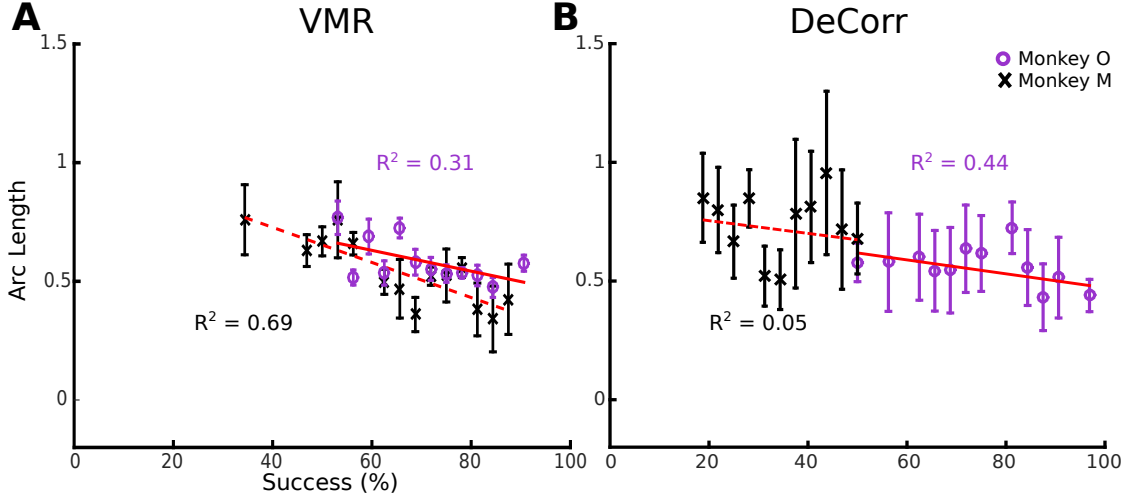 A
VMR
B
DeCorr
1.5
1
0.5
0
Arc Length
R² = 0.31
R² = 0.69
0
20
40
60
80
100
Success (%)
1.5
1
0.5
0
Monkey O
Monkey M
R² = 0.44
R² = 0.05
0
20
40
60
80
100